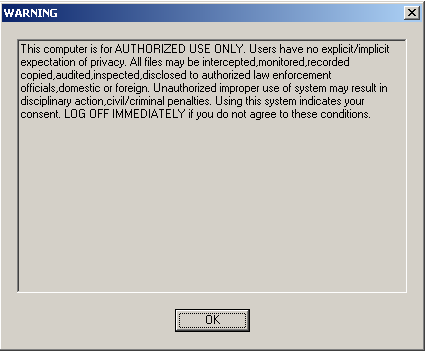 WARNING
This computer is for AUTHORIZED USE ONLY. Users have no explicit/implicit
expectation of privacy. All files may be intercepted,monitored,recorded
copied,audited,inspected,disclosed to authorized law enforcement
officials,domestic or foreign. Unauthorized improper use of system may result in
disciplinary action,civil/criminal penalties. Using this system indicates your
consent. LOG OFF IMMEDIATELY if you do not agree to these conditions.
OK